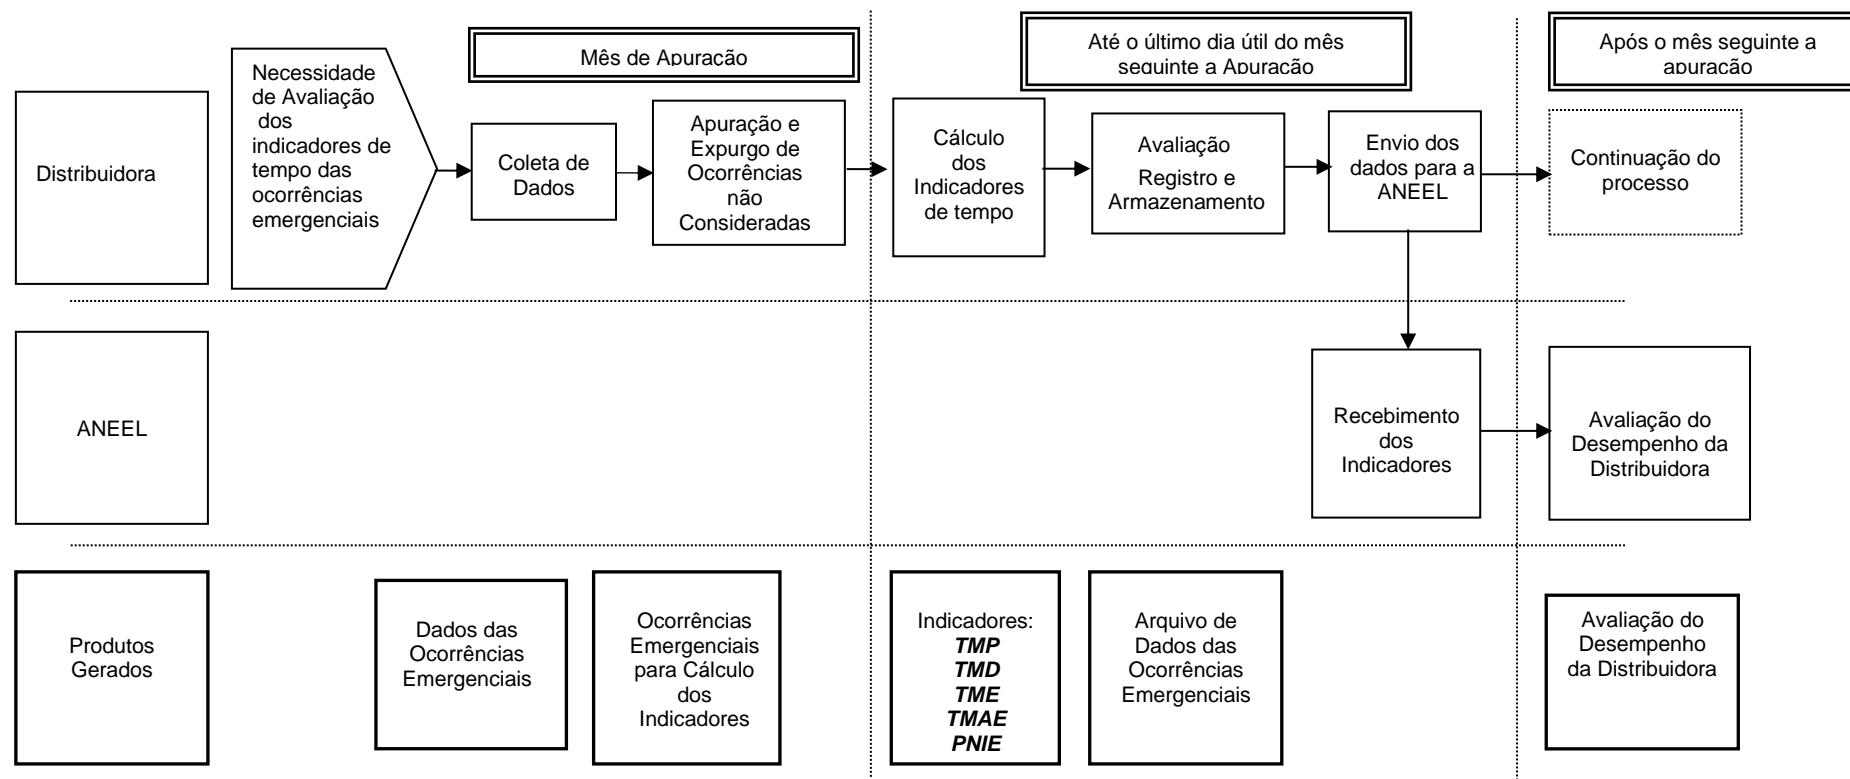 Mês de Apuração
Até o último dia útil do mês
seguinte a Apuração
Após o mês seguinte a
apuração
Distribuidora
Necessidade
de Avaliação
dos
indicadores de
tempo das
ocorrências
emergenciais
Coleta de
Dados
Apuração e
Expurgo de
Ocorrências
não
Consideradas
Cálculo
dos
Indicadores
de tempo
Avaliação
Registro e
Armazenamento
Envio dos
dados para a
ANEEL
Continuação do
processo
ANEEL
Recebimento
dos
Indicadores
Avaliação do
Desempenho da
Distribuidora
Produtos
Gerados
Dados das
Ocorrências
Emergenciais
Ocorrências
Emergenciais
para Cálculo
dos
Indicadores
Indicadores:
TMP
TMD
TME
TMAE
PNIE
Arquivo de
Dados das
Ocorrências
Emergenciais
Avaliação do
Desempenho
da Distribuidora